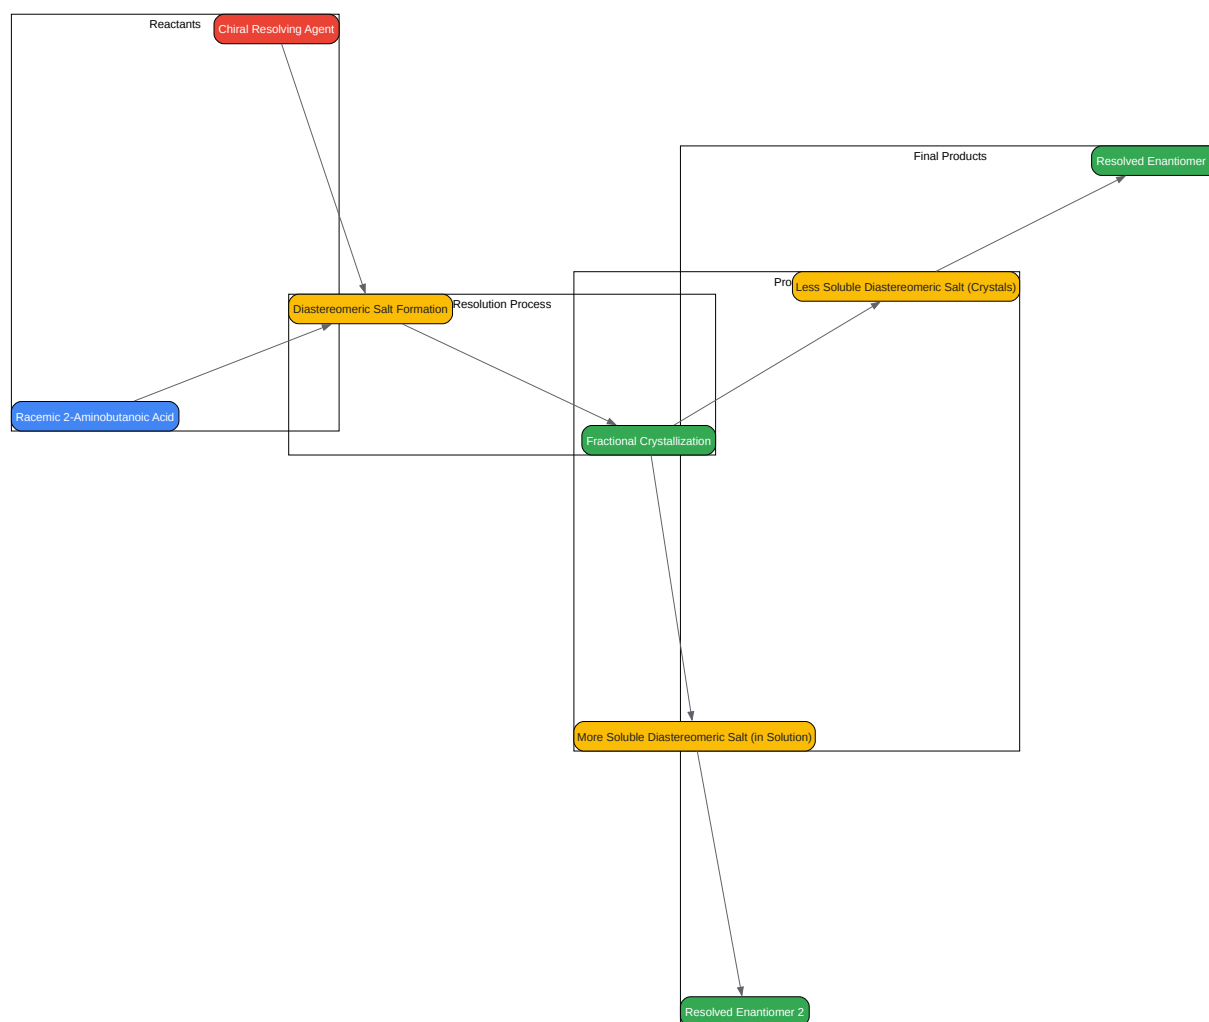 Reactants
Chiral Resolving Agent
Final Products
Resolved Enantiomer
Pro
Less Soluble Diastereomeric Salt (Crystals)
Diastereomeric Salt Formation
Resolution Process
Racemic 2-Aminobutanoic Acid
Fractional Crystallization
More Soluble Diastereomeric Salt (in Solution)
Resolved Enantiomer 2